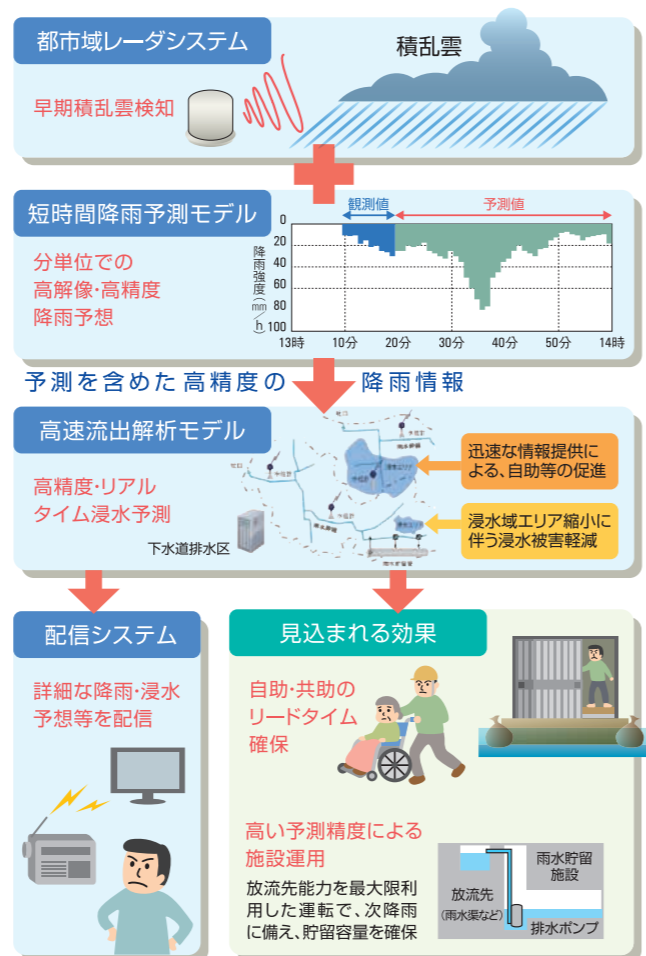 都市域レーダシステム
積乱雲
早期積乱雲検知
短時間降雨予測モデル
観測値
予測値
分単位での
高解像・高精度
降雨予想
降雨強度(mm/h)
0
20
40
60
80
100
13時
10分
20分
30分
40分
50分
14時
予測を含めた高精度の
降雨情報
高速流出解析モデル
高精度・リアル
タイム浸水予測
下水道排水区
迅速な情報提供に
よる、自助等の促進
浸水域エリア縮小に
伴う浸水被害軽減
配信システム
詳細な降雨・浸水
予想等を配信
見込まれる効果
自助・共助の
リードタイム
確保
高い予測精度による
施設運用
放流先能力を最大限利
用した運転で、次降雨
に備え、貯留容量を確保
雨水貯留
施設
放流先
(雨水渠など)
排水ポンプ